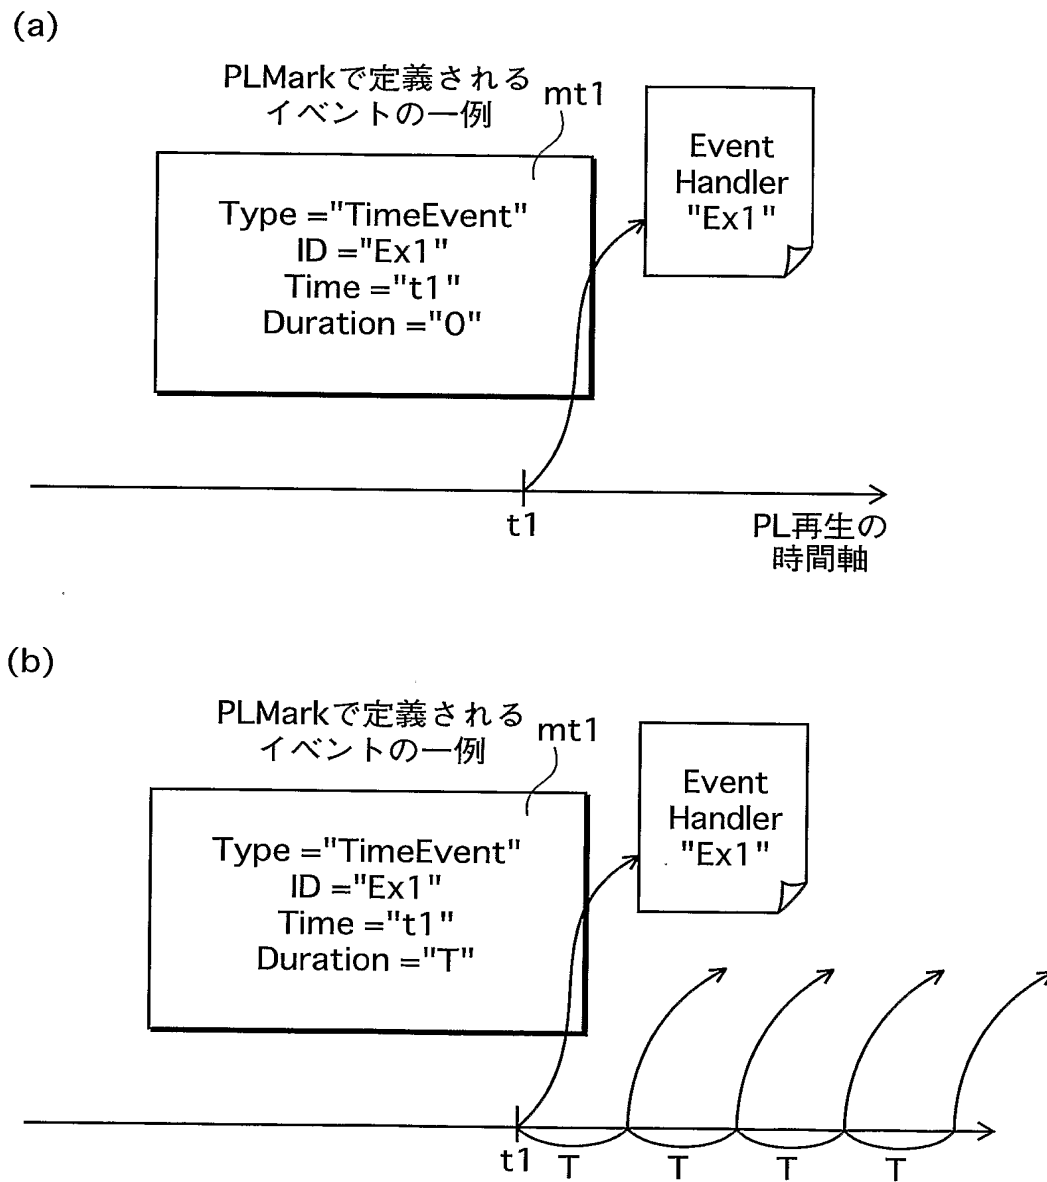 (a)
PLMarkで定義される
イベントの一例
mt1
Type ="TimeEvent"
ID ="Ex1"
Time ="t1"
Duration ="0"
Event
Handler
"Ex1"
t1
PL再生の
時間軸
(b)
PLMarkで定義される
イベントの一例
mt1
Type ="TimeEvent"
ID ="Ex1"
Time ="t1"
Duration ="T"
Event
Handler
"Ex1"
t1
T
T
T
T